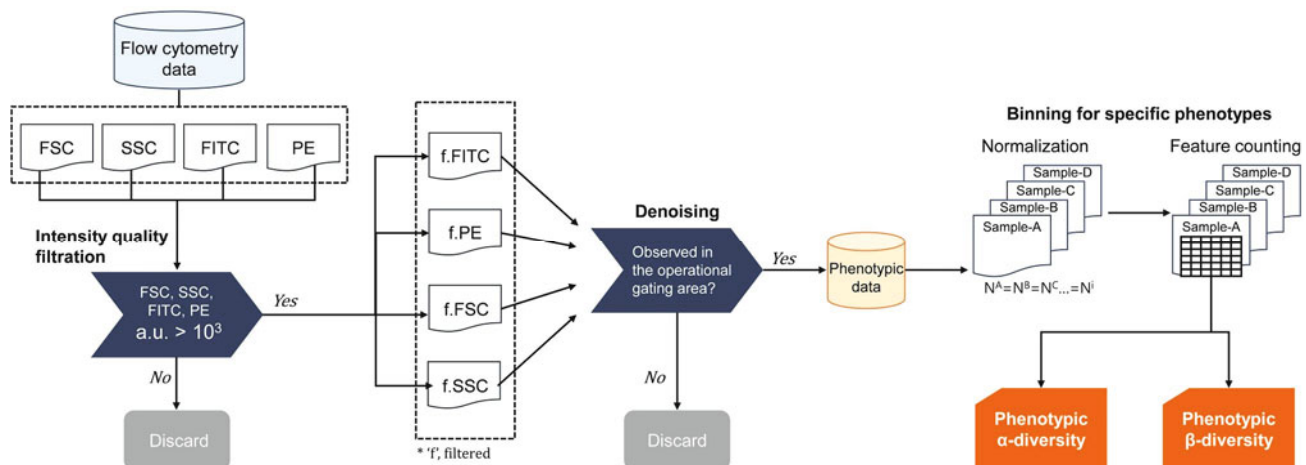 Flow cytometry
data
FSC
SSC
FITC
PE
Intensity quality
filtration
FSC, SSC,
FITC, PE
a.u. > 10³
Yes
No
Discard
f.FITC
f.PE
f.FSC
f.SSC
* 'f', filtered
Denoising
Observed in
the operational
gating area?
Yes
No
Discard
Phenotypic
data
Binning for specific phenotypes
Normalization
Sample-D
Sample-C
Sample-B
Sample-A
Nᴬ=Nᴮ=Nᶜ...=Nⁱ
Feature counting
Sample-D
Sample-C
Sample-B
Sample-A
Phenotypic
α-diversity
Phenotypic
β-diversity